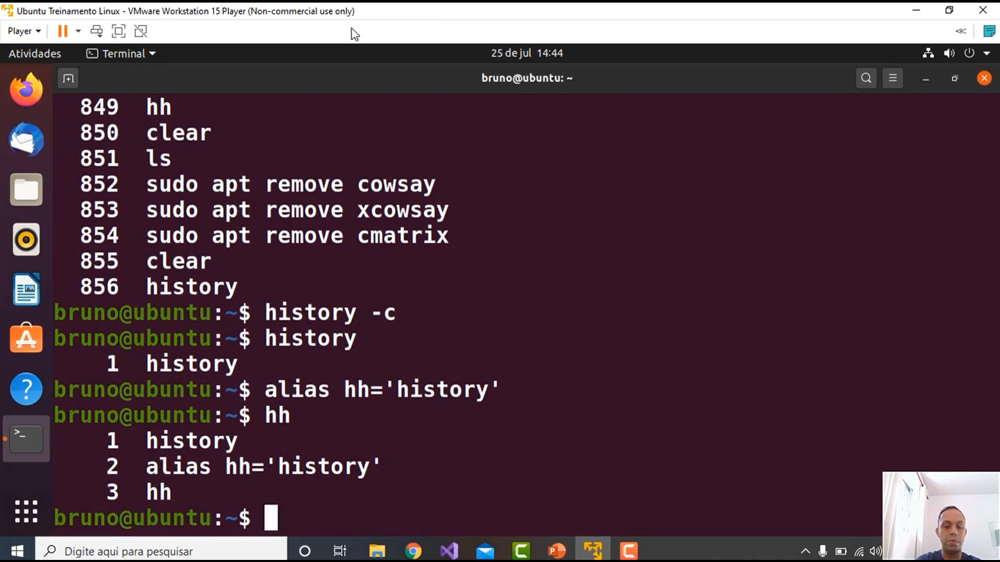 Ubuntu Treinamento Linux - VMware Workstation 15 Player (Non-commercial use only)
Player
Atividades Terminal 25 de jul 14:44
bruno@ubuntu: ~
849 hh
850 clear
851 ls
852 sudo apt remove cowsay
853 sudo apt remove xcowsay
854 sudo apt remove cmatrix
855 clear
856 history
bruno@ubuntu:~$ history -c
bruno@ubuntu:~$ history
1 history
bruno@ubuntu:~$ alias hh='history'
bruno@ubuntu:~$ hh
1 history
2 alias hh='history'
3 hh
bruno@ubuntu:~$
Digite aqui para pesquisar